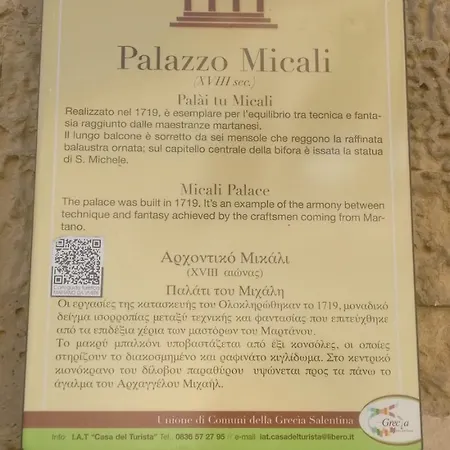 Palazzo Micali
(XVIII sec.)
Palài tu Micali
Realizzato nel 1719, è esemplare per l'equilibrio tra tecnica e fanta-
sia raggiunto dalle maestranze martanesi.
Il lungo balcone è sorretto da sei mensole che reggono la raffinata
balaustra ornata; sul capitello centrale della bifora è issata la statua
di S. Michele.
Micali Palace
The palace was built in 1719. It's an example of the armony between
technique and fantasy achieved by the craftsmen coming from Mar-
tano.
Αρχοντικό Μικάλι
(XVIII αιώνας)
Παλάτι του Μιχάλη
Οι εργασίες της κατασκευής του Ολοκληρώθηκαν το 1719, μοναδικό
δείγμα ισορροπίας μεταξύ τεχνικής και φαντασίας που επιτεύχθηκε
από τα επιδέξια χέρια των μαστόρων του Μαρτάνου.
Το μακρύ μπαλκόνι υποβαστάζεται από έξι κονσόλες, οι οποίες
στηρίζουν το διακοσμημένο και ραφινάτο κιγλίδωμα. Στο κεντρικό
κιονόκρανο του δίλοβου παραθύρου υψώνεται προς τα πάνω το
άγαλμα του Αρχαγγέλου Μιχαήλ.
Unione di Comuni della Grecia Salentina
Grecìa
Info: I.A.T "Casa del Turista" Tel. 0836 57 27 95 - e-mail: iat.casadelturista@libero.it